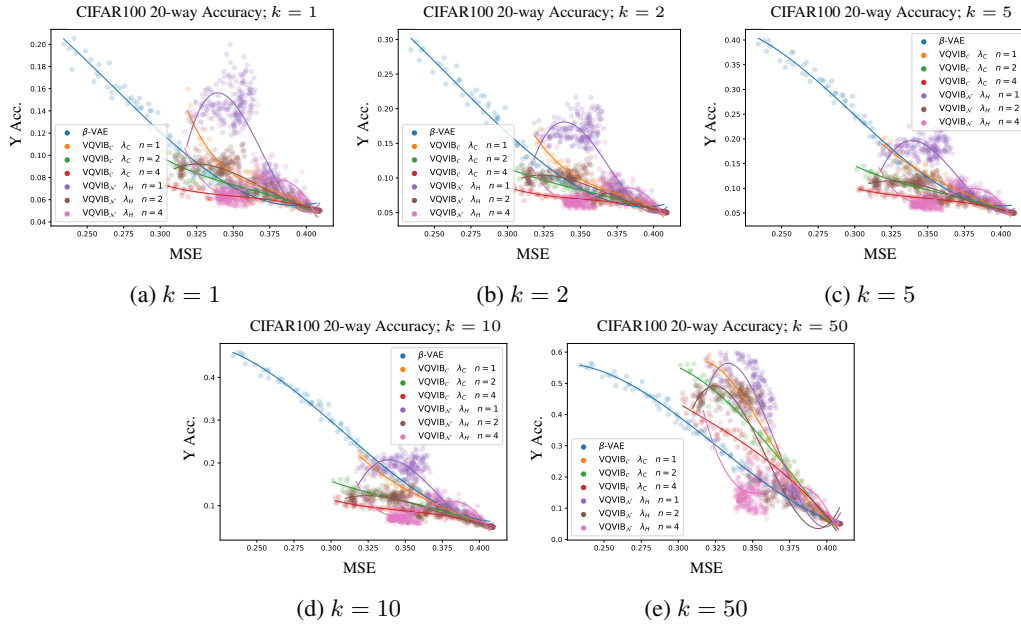 CIFAR100 20-way Accuracy; k = 1
Y Acc.
0.20
0.18
0.16
0.14
0.12
0.10
0.08
0.06
0.04
β-VAE
VQVIB_C λ_C n = 1
VQVIB_C λ_C n = 2
VQVIB_C λ_C n = 4
VQVIB_N λ_H n = 1
VQVIB_N λ_H n = 2
VQVIB_N λ_H n = 4
0.250 0.275 0.300 0.325 0.350 0.375 0.400
MSE
(a) k = 1
CIFAR100 20-way Accuracy; k = 2
Y Acc.
0.30
0.25
0.20
0.15
0.10
0.05
β-VAE
VQVIB_C λ_C n = 1
VQVIB_C λ_C n = 2
VQVIB_C λ_C n = 4
VQVIB_N λ_H n = 1
VQVIB_N λ_H n = 2
VQVIB_N λ_H n = 4
0.250 0.275 0.300 0.325 0.350 0.375 0.400
MSE
(b) k = 2
CIFAR100 20-way Accuracy; k = 5
Y Acc.
0.40
0.35
0.30
0.25
0.20
0.15
0.10
0.05
β-VAE
VQVIB_C λ_C n = 1
VQVIB_C λ_C n = 2
VQVIB_C λ_C n = 4
VQVIB_N λ_H n = 1
VQVIB_N λ_H n = 2
VQVIB_N λ_H n = 4
0.250 0.275 0.300 0.325 0.350 0.375 0.400
MSE
(c) k = 5
CIFAR100 20-way Accuracy; k = 10
Y Acc.
0.4
0.3
0.2
0.1
β-VAE
VQVIB_C λ_C n = 1
VQVIB_C λ_C n = 2
VQVIB_C λ_C n = 4
VQVIB_N λ_H n = 1
VQVIB_N λ_H n = 2
VQVIB_N λ_H n = 4
0.250 0.275 0.300 0.325 0.350 0.375 0.400
MSE
(d) k = 10
CIFAR100 20-way Accuracy; k = 50
Y Acc.
0.6
0.5
0.4
0.3
0.2
0.1
0.0
β-VAE
VQVIB_C λ_C n = 1
VQVIB_C λ_C n = 2
VQVIB_C λ_C n = 4
VQVIB_N λ_H n = 1
VQVIB_N λ_H n = 2
VQVIB_N λ_H n = 4
0.250 0.275 0.300 0.325 0.350 0.375 0.400
MSE
(e) k = 50